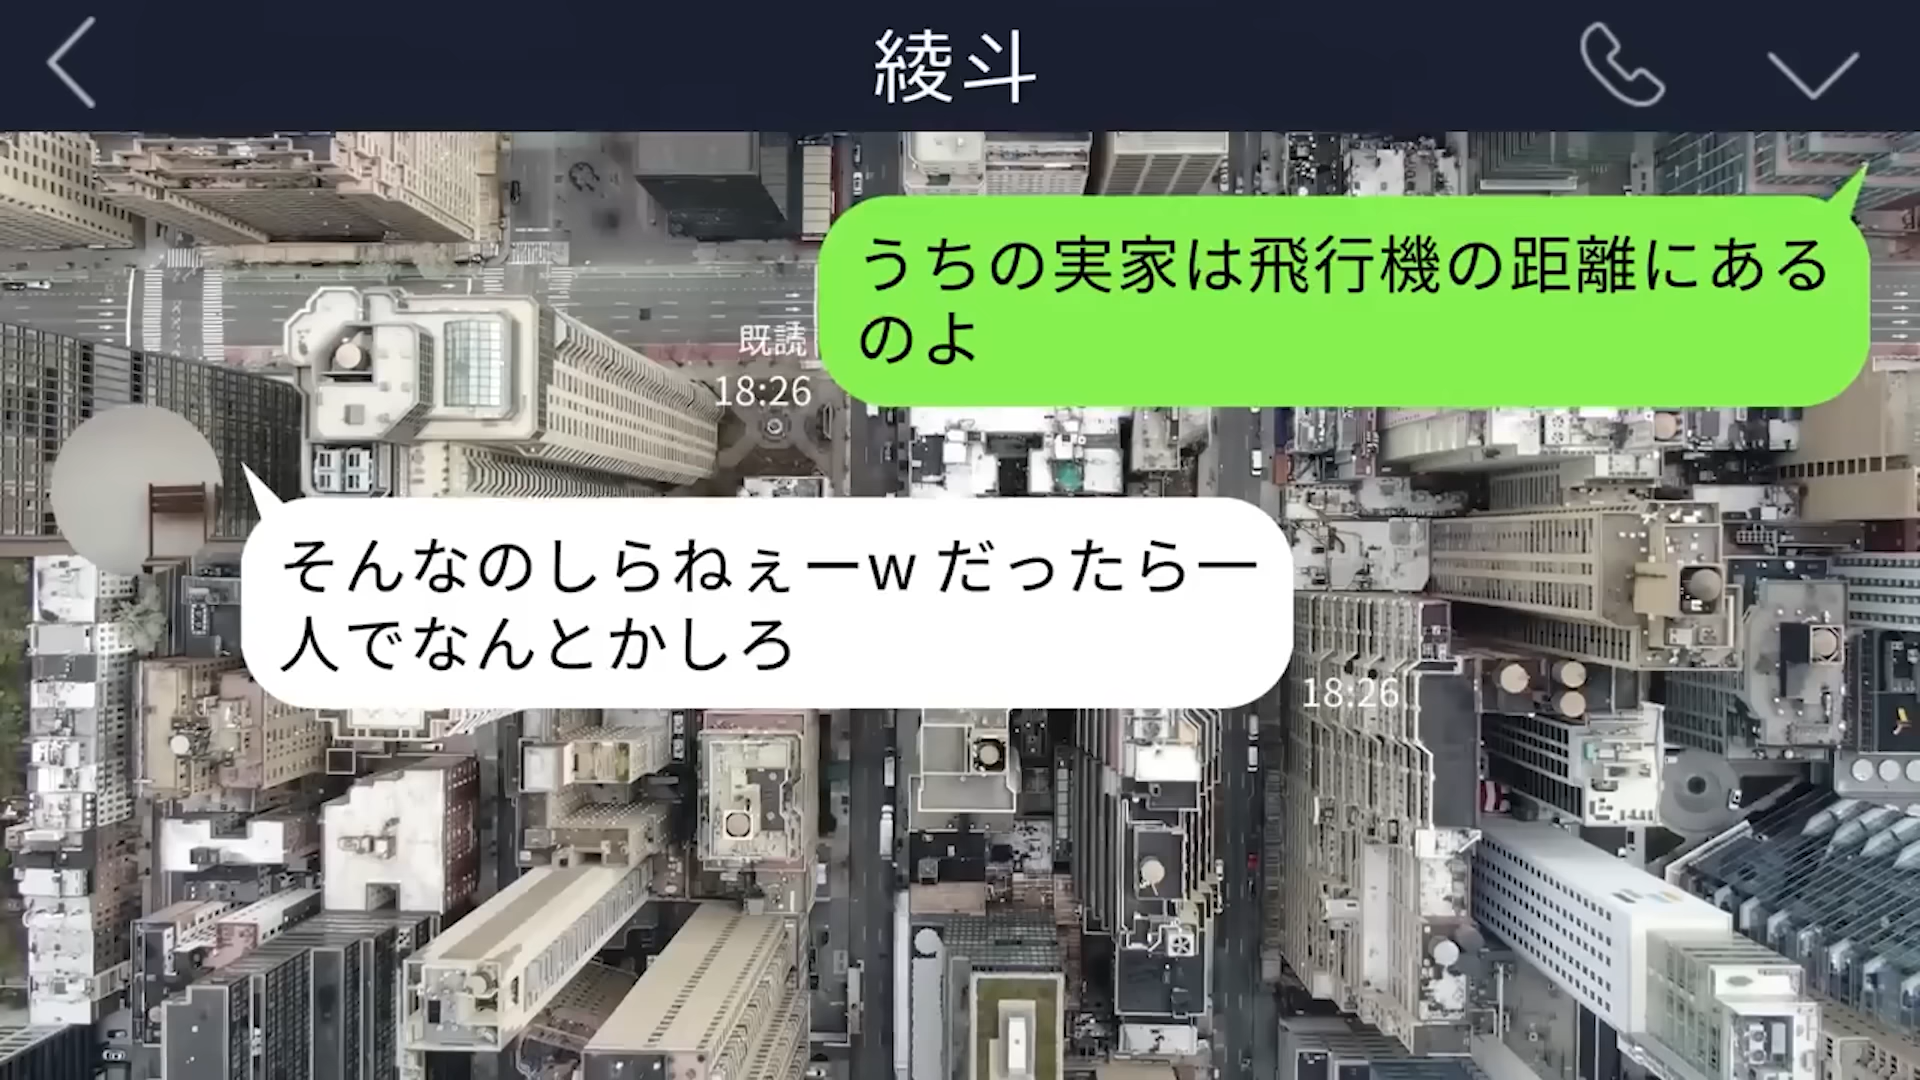 綾斗
うちの実家は飛行機の距離にある
のよ
既読
18:26
そんなのしらねぇーw だったら一
人でなんとかしろ
18:26